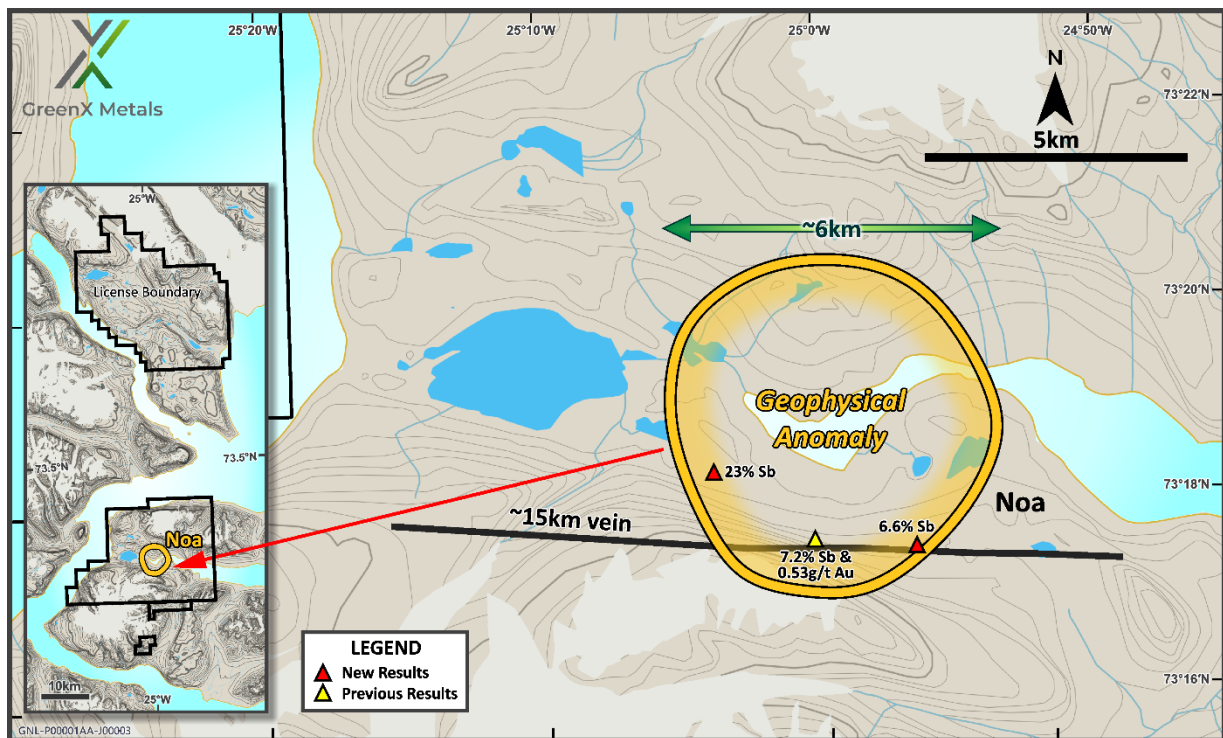 25°20'W
25°10'W
25°0'W
24°50'W
GreenX Metals
N
5km
73°22'N
25°W
~6km
License Boundary
73°20'N
Geophysical
Anomaly
73.5°N
73.5°N
23% Sb
73°18'N
Noa
~15km vein
6.6% Sb
Noa
7.2% Sb &
0.53g/t Au
LEGEND
New Results
Previous Results
73°16'N
10km
25°W
GNL-P00001AA-J00003